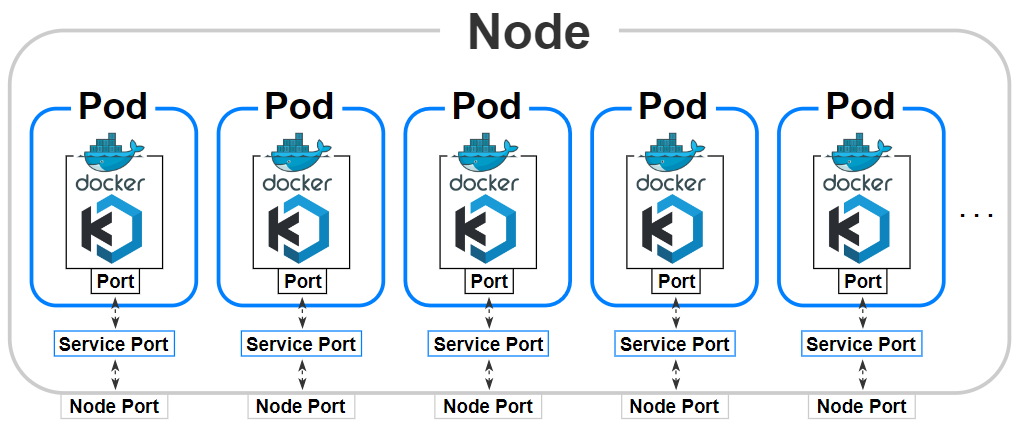 Node
Pod Pod Pod Pod Pod
docker docker docker docker docker
K K K K K
. . .
Port Port Port Port Port
Service Port Service Port Service Port Service Port Service Port
Node Port Node Port Node Port Node Port Node Port